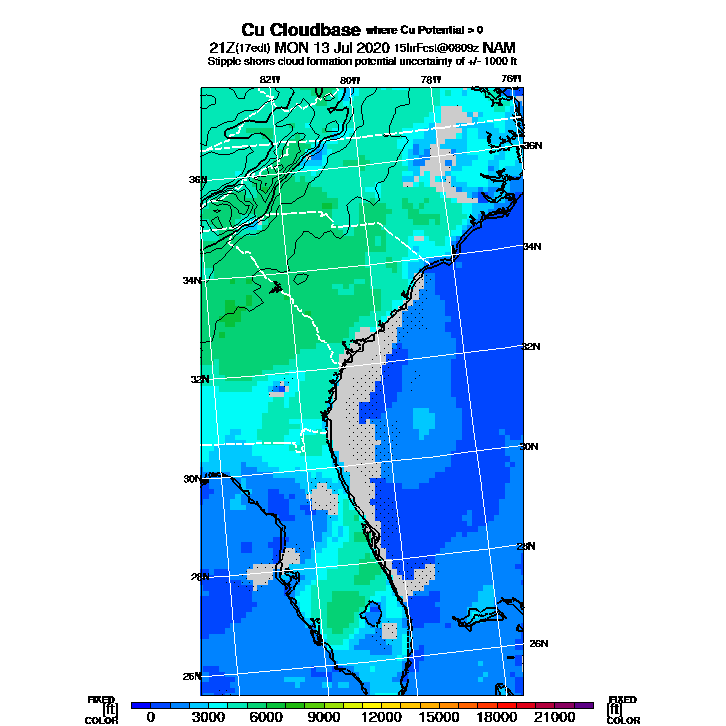 Cu Cloudbase where Cu Potential > 0
21Z(17edt) MON 13 Jul 2020 15hrFcst@0809z NAM
Stipple shows cloud formation potential uncertainty of +/- 1000 ft
82W 80W 78W 76W
36N
36N
34N
34N
32N
32N
30N
30N
28N
28N
26N
26N
FIXED FIXED
[ft] [ft]
COLOR COLOR
0 3000 6000 9000 12000 15000 18000 21000